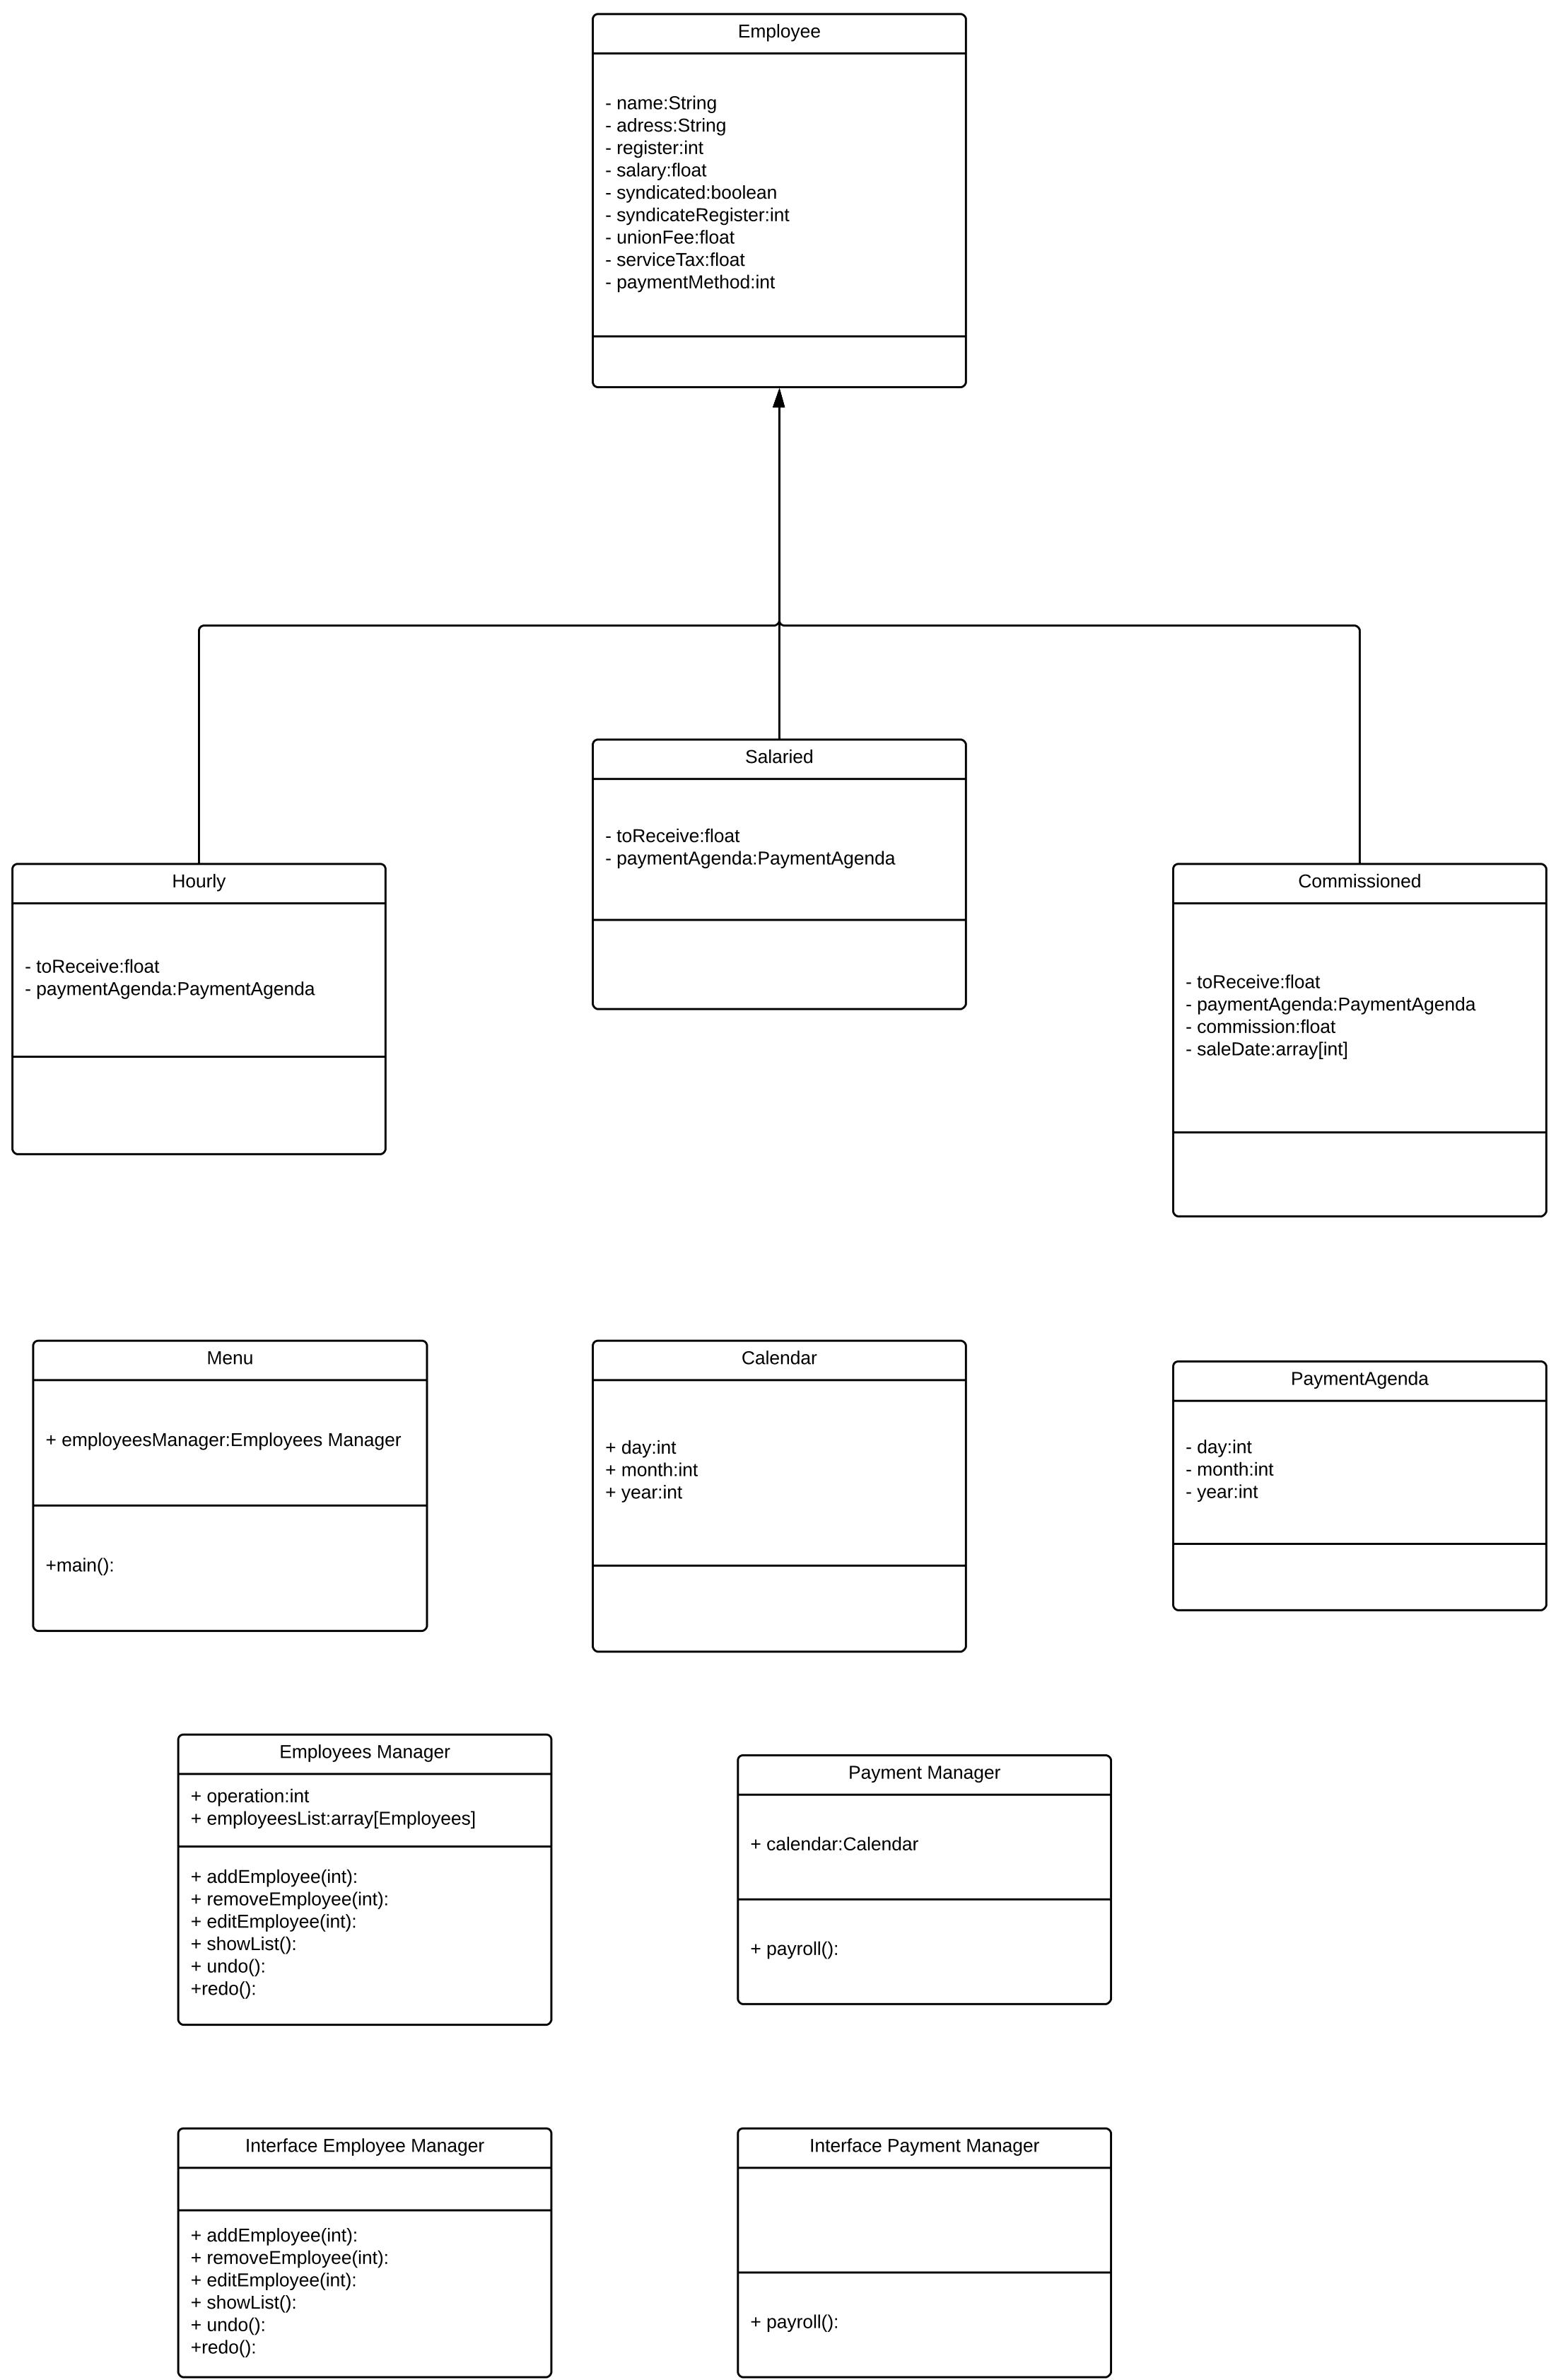 Employee
- name:String
- adress:String
- register:int
- salary:float
- syndicated:boolean
- syndicateRegister:int
- unionFee:float
- serviceTax:float
- paymentMethod:int
Salaried
- toReceive:float
- paymentAgenda:PaymentAgenda
Hourly
- toReceive:float
- paymentAgenda:PaymentAgenda
Commissioned
- toReceive:float
- paymentAgenda:PaymentAgenda
- commission:float
- saleDate:array[int]
Menu
+ employeesManager:Employees Manager
+main():
Calendar
+ day:int
+ month:int
+ year:int
PaymentAgenda
- day:int
- month:int
- year:int
Employees Manager
+ operation:int
+ employeesList:array[Employees]
+ addEmployee(int):
+ removeEmployee(int):
+ editEmployee(int):
+ showList():
+ undo():
+redo():
Payment Manager
+ calendar:Calendar
+ payroll():
Interface Employee Manager
+ addEmployee(int):
+ removeEmployee(int):
+ editEmployee(int):
+ showList():
+ undo():
+redo():
Interface Payment Manager
+ payroll():